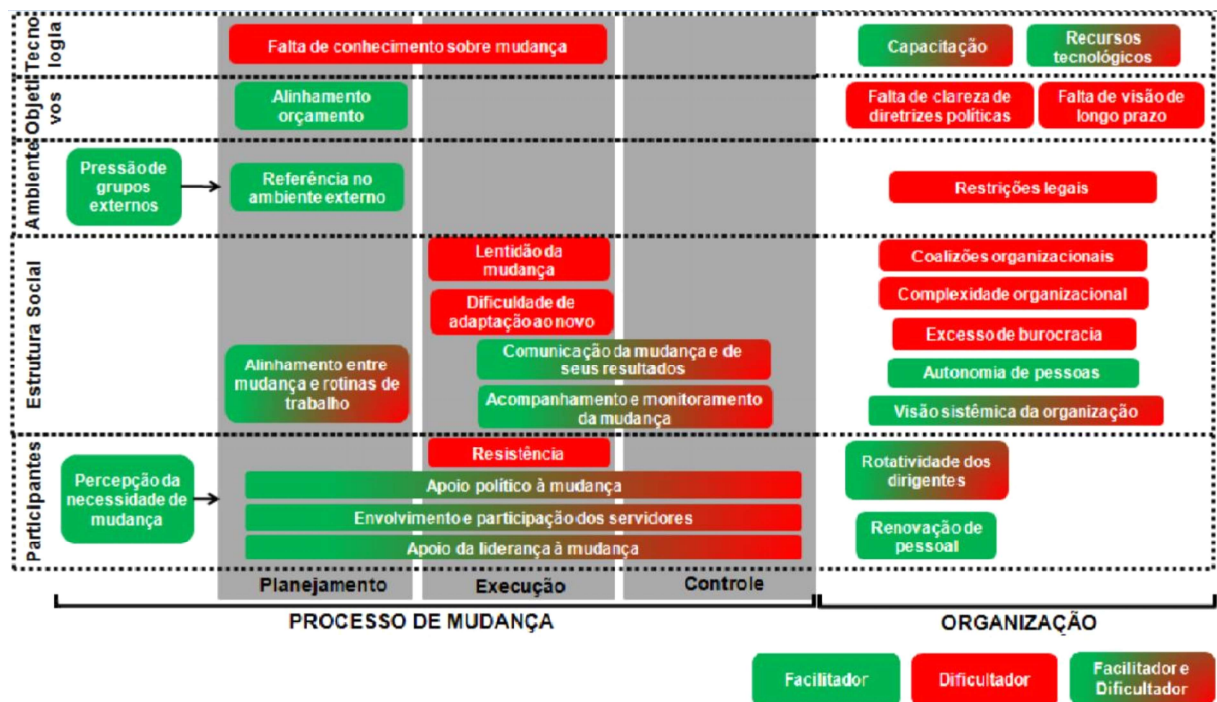 Tecno
logia
Falta de conhecimento sobre mudança
Capacitação
Recursos
tecnológicos
Objeti
vos
Alinhamento
orçamento
Falta de clareza de
diretrizes políticas
Falta de visão de
longo prazo
Ambiente
Pressão de
grupos
externos
Referência no
ambiente externo
Restrições legais
Estrutura Social
Lentidão da
mudança
Dificuldade de
adaptação ao novo
Alinhamento entre
mudança e rotinas de
trabalho
Comunicação da mudança e de
seus resultados
Acompanhamento e monitoramento
da mudança
Coalizões organizacionais
Complexidade organizacional
Excesso de burocracia
Autonomia de pessoas
Visão sistêmica da organização
Participantes
Percepção da
necessidade de
mudança
Resistência
Apoio político à mudança
Envolvimento e participação dos servidores
Apoio da liderança à mudança
Rotatividade dos
dirigentes
Renovação de
pessoal
Planejamento
Execução
Controle
PROCESSO DE MUDANÇA
ORGANIZAÇÃO
Facilitador
Dificultador
Facilitador e
Dificultador